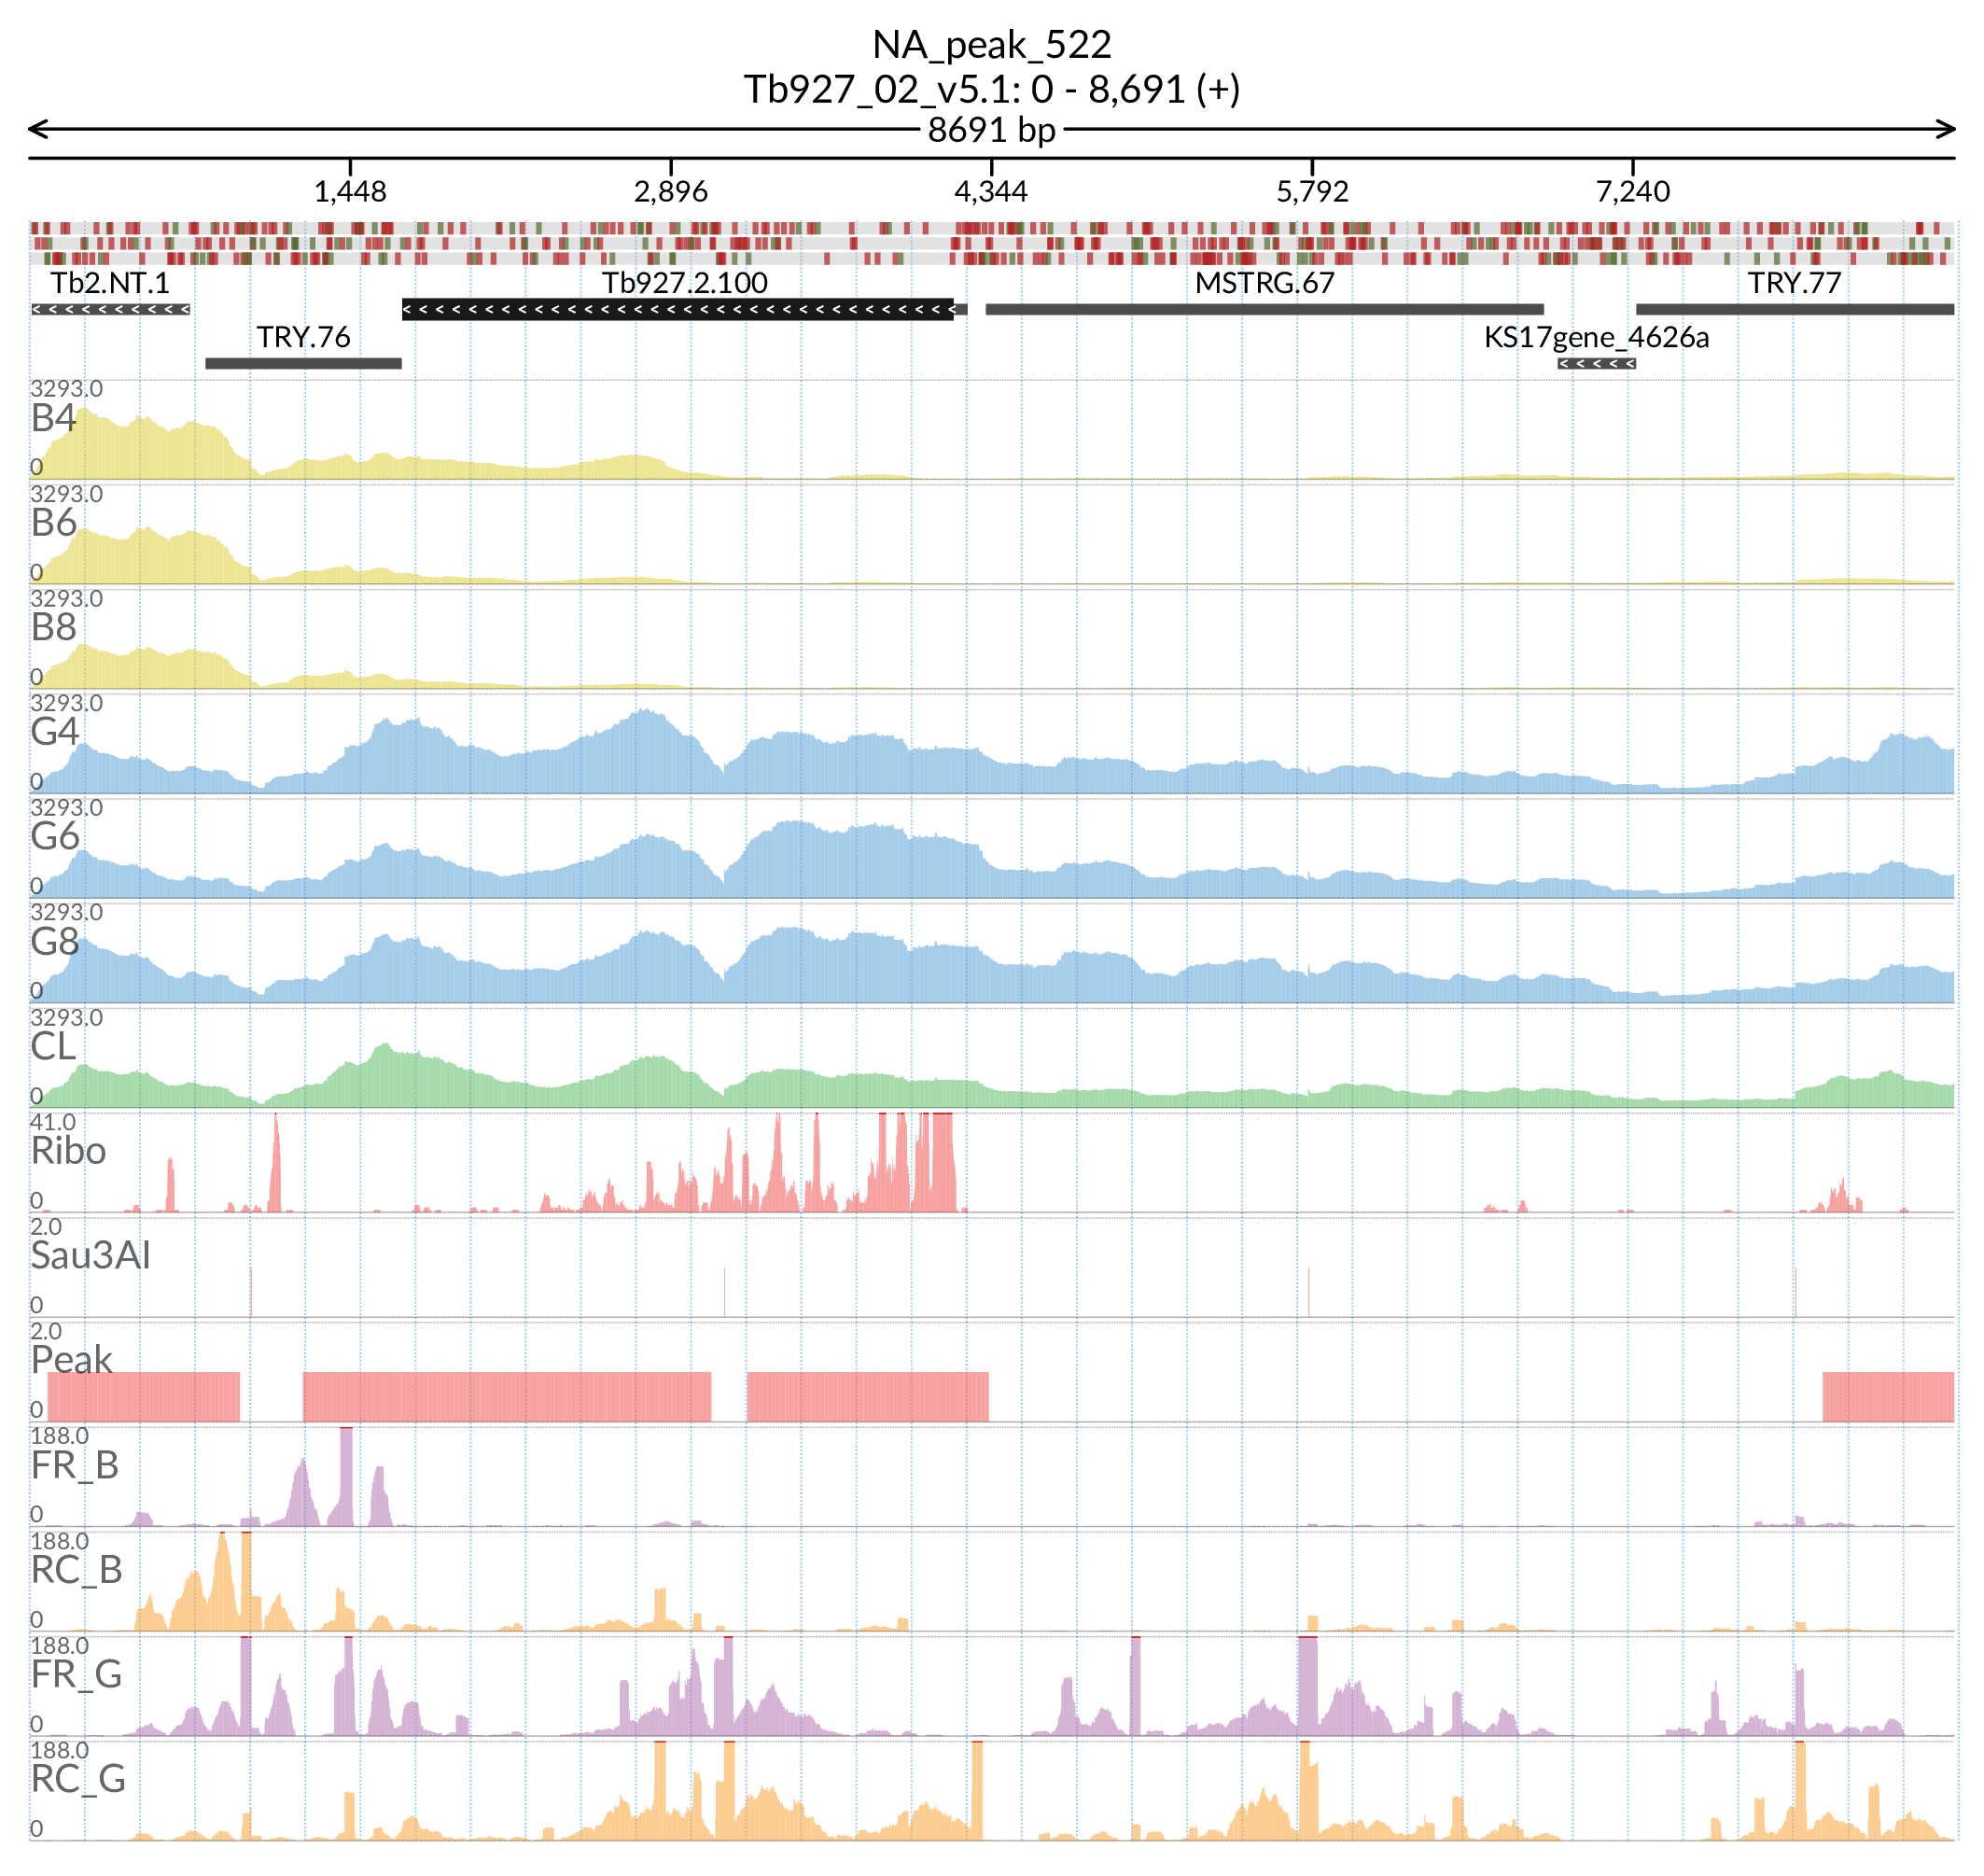 NA_peak_522
Tb927_02_v5.1: 0 - 8,691 (+)
8691 bp
1,448 2,896 4,344 5,792 7,240
Tb2.NT.1 Tb927.2.100 MSTRG.67 TRY.77
TRY.76 KS17gene_4626a
3293.0
B4
0
3293.0
B6
0
3293.0
B8
0
3293.0
G4
0
3293.0
G6
0
3293.0
G8
0
3293.0
CL
0
41.0
Ribo
0
2.0
Sau3AI
0
2.0
Peak
0
188.0
FR_B
0
188.0
RC_B
0
188.0
FR_G
0
188.0
RC_G
0